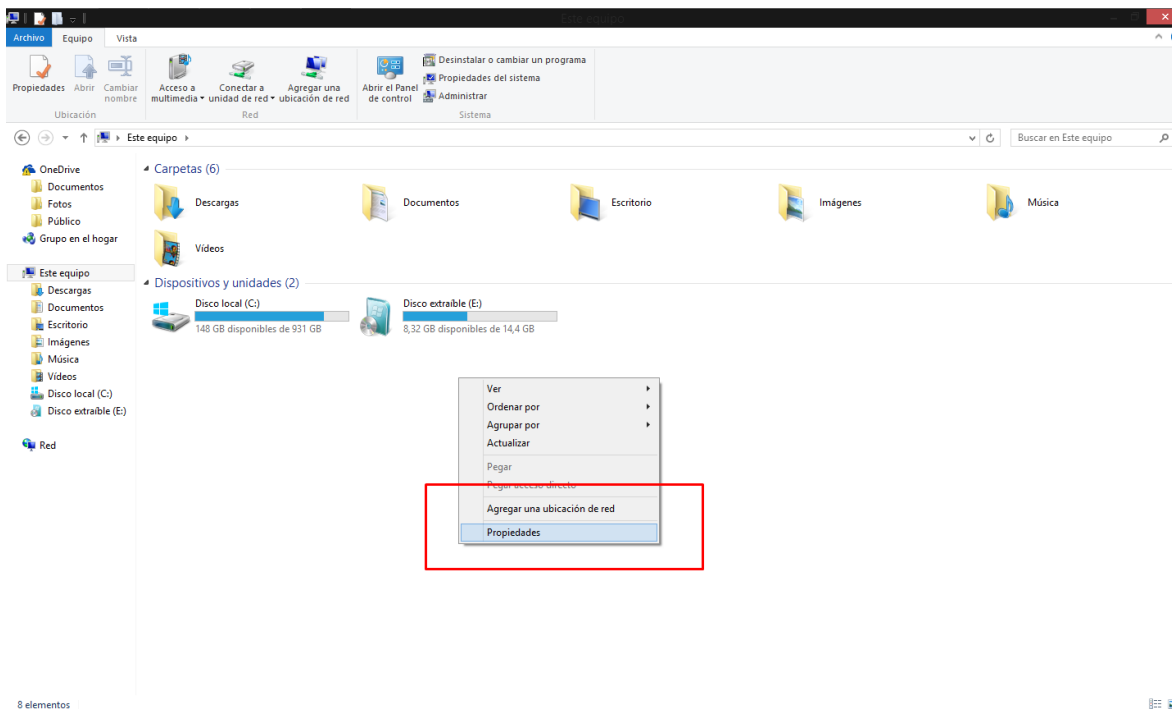 Este equipo
Archivo Equipo Vista
Propiedades Abrir Cambiar nombre
Ubicación
Acceso a multimedia Conectar a unidad de red Agregar una ubicación de red
Red
Abrir el Panel de control
Desinstalar o cambiar un programa
Propiedades del sistema
Administrar
Sistema
Este equipo
Buscar en Este equipo
OneDrive
Documentos
Fotos
Público
Grupo en el hogar
Este equipo
Descargas
Documentos
Escritorio
Imágenes
Música
Vídeos
Disco local (C:)
Disco extraíble (E:)
Red
Carpetas (6)
Descargas
Documentos
Escritorio
Imágenes
Música
Vídeos
Dispositivos y unidades (2)
Disco local (C:)
148 GB disponibles de 931 GB
Disco extraíble (E:)
8,32 GB disponibles de 14,4 GB
Ver
Ordenar por
Agrupar por
Actualizar
Pegar
Pegar acceso directo
Agregar una ubicación de red
Propiedades
8 elementos